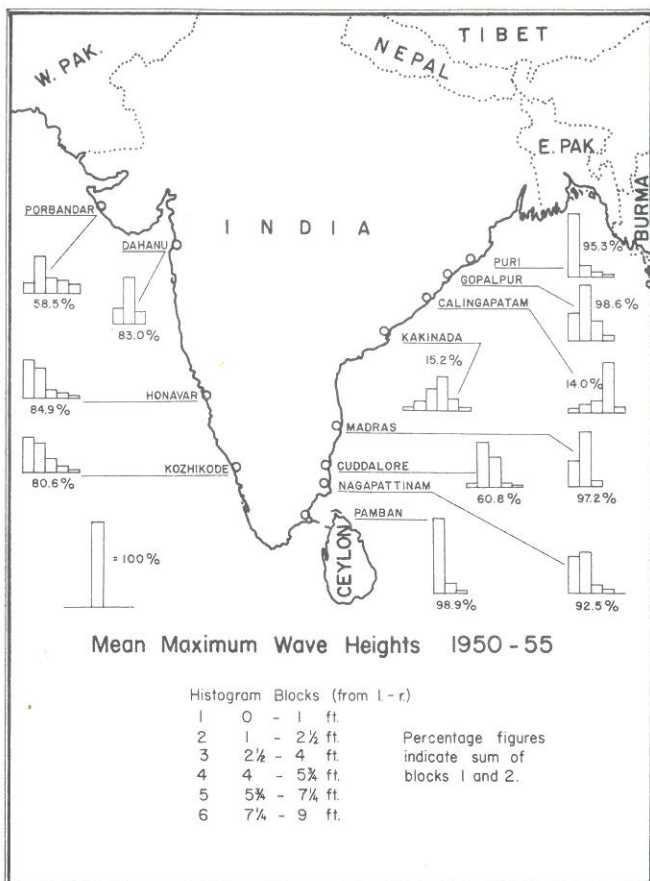 TIBET
NEPAL
W. PAK.
E. PAK.
BURMA
INDIA
PORBANDAR
58.5%
DAHANU
83.0%
95.3%
PURI
GOPALPUR
98.6%
CALINGAPATAM
14.0%
KAKINADA
15.2%
HONAVAR
84.9%
MADRAS
97.2%
KOZHIKODE
80.6%
CUDDALORE
60.8%
NAGAPATTINAM
92.5%
PAMBAN
98.9%
CEYLON
= 100%
Mean Maximum Wave Heights 1950-55
Histogram Blocks (from l.-r.)
1 0 - 1 ft.
2 1 - 2½ ft.
3 2½ - 4 ft.
4 4 - 5¾ ft.
5 5¾ - 7¼ ft.
6 7¼ - 9 ft.
Percentage figures
indicate sum of
blocks 1 and 2.